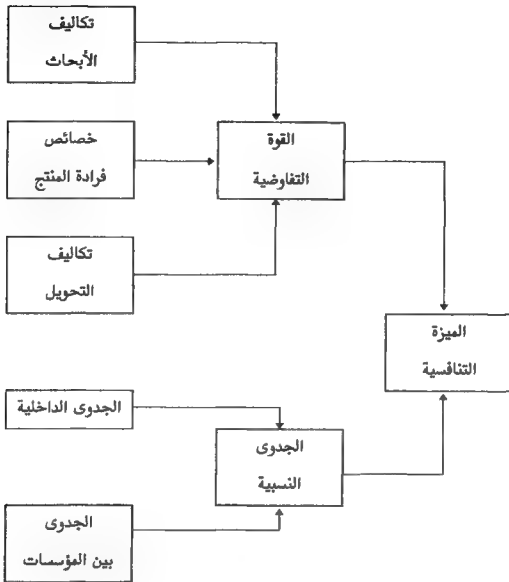 تكاليف
الأبحاث
خصائص
فرادة المنتج
القوة
التفاوضية
تكاليف
التحويل
الميزة
التنافسية
الجدوى الداخلية
الجدوى
النسبية
الجدوى
بين المؤسسات